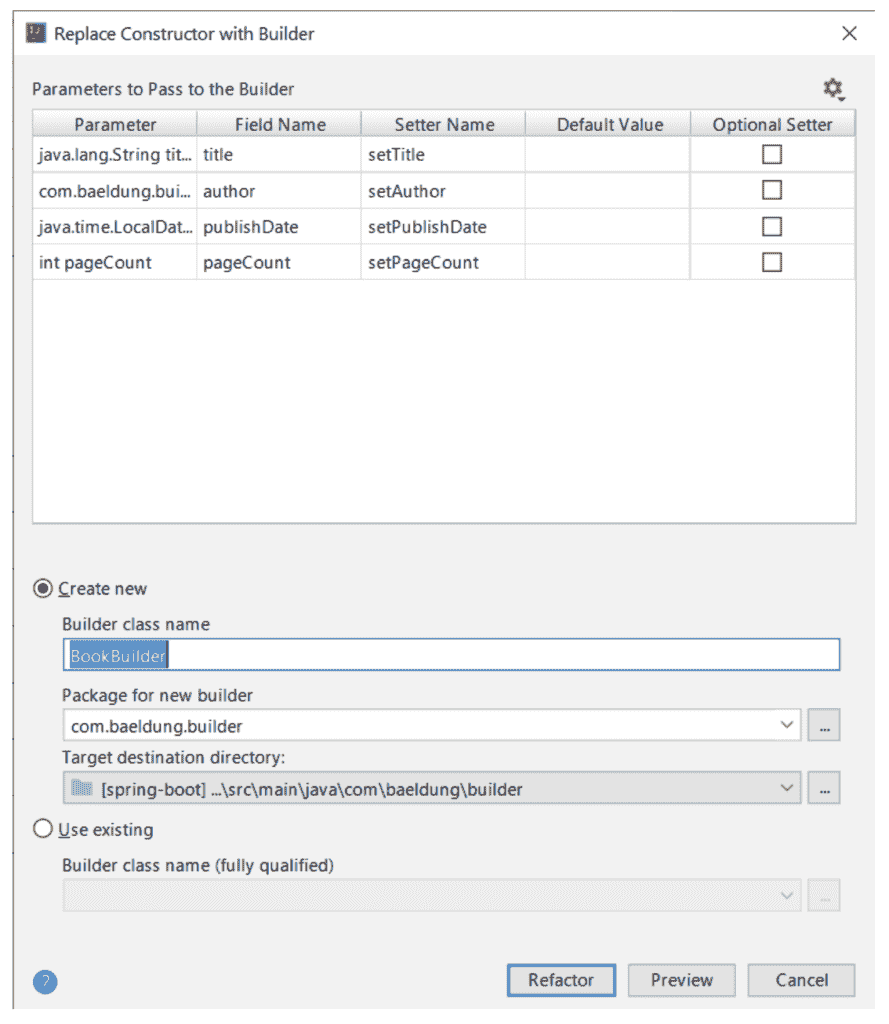 Replace Constructor with Builder
Parameters to Pass to the Builder
Parameter Field Name Setter Name Default Value Optional Setter
java.lang.String tit... title setTitle
com.baeldung.bui... author setAuthor
java.time.LocalDat... publishDate setPublishDate
int pageCount pageCount setPageCount
Create new
Builder class name
BookBuilder
Package for new builder
com.baeldung.builder ...
Target destination directory:
[spring-boot] ...\src\main\java\com\baeldung\builder ...
Use existing
Builder class name (fully qualified)
...
? Refactor Preview Cancel